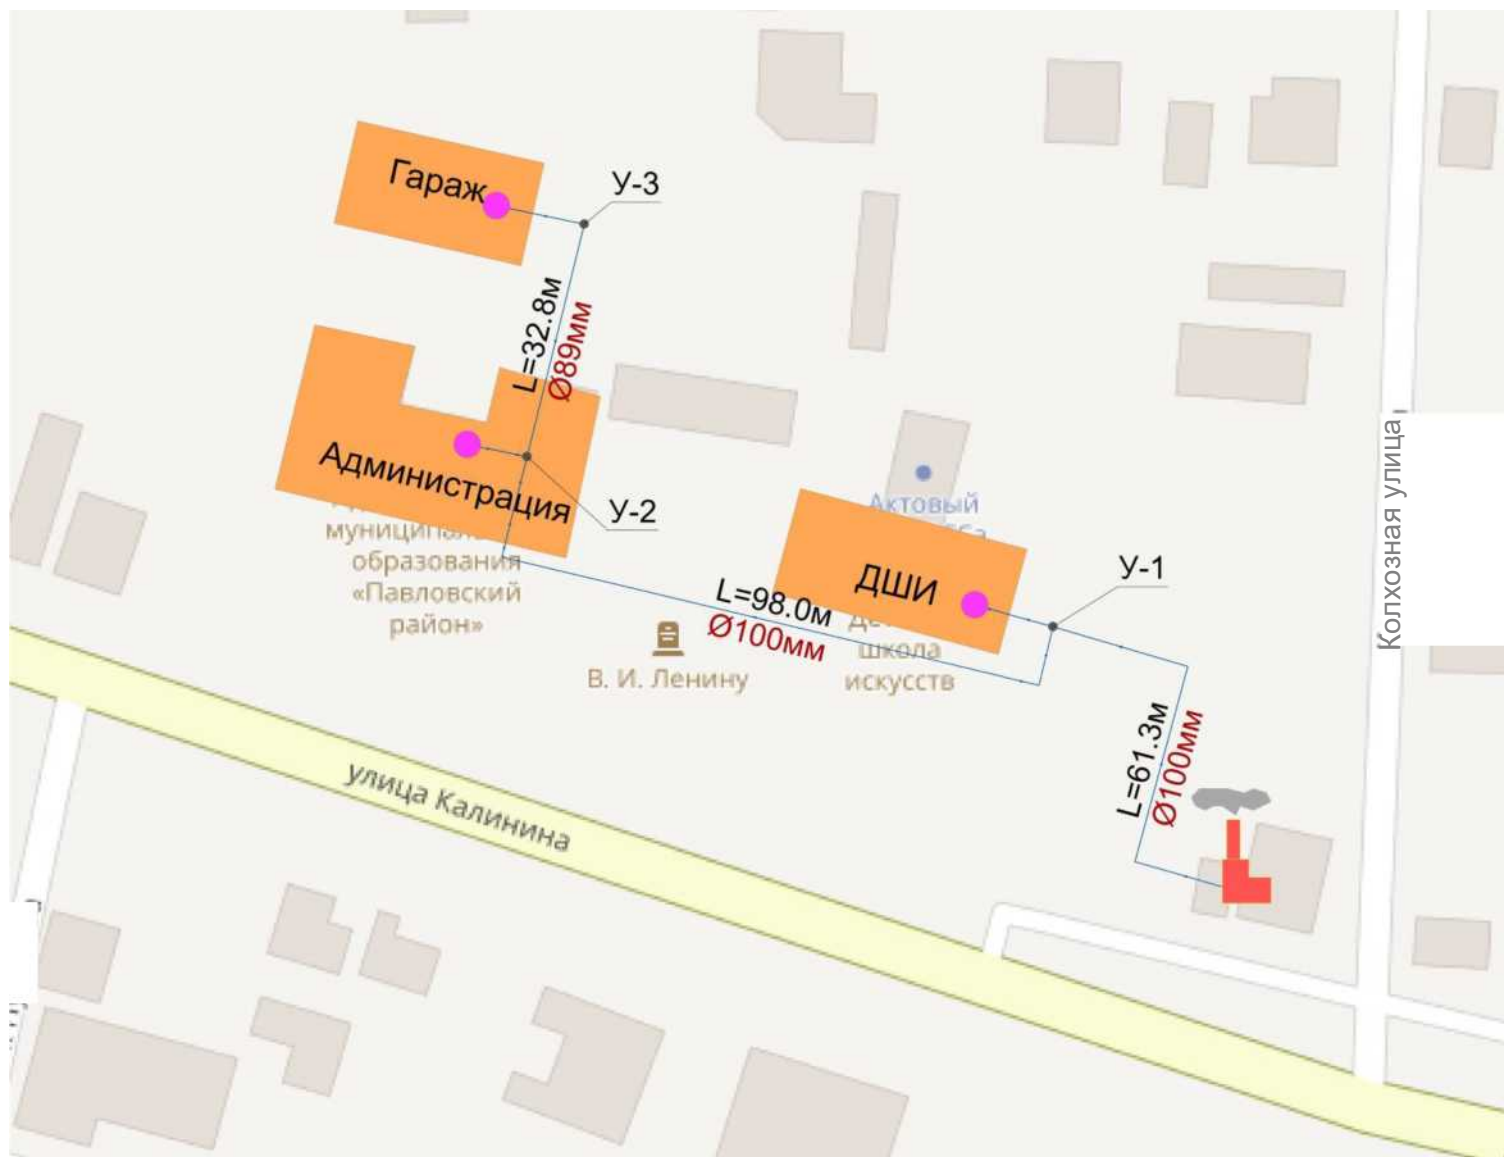 Гараж
У-3
L=32.8м
Ø89мм
Администрация
У-2
муниципал
образования
«Павловский
район»
Актовый
ДШИ
У-1
L=98.0м
Ø100мм
школа
искусств
В. И. Ленину
L=61.3м
Ø100мм
Колхозная улица
улица Калинина